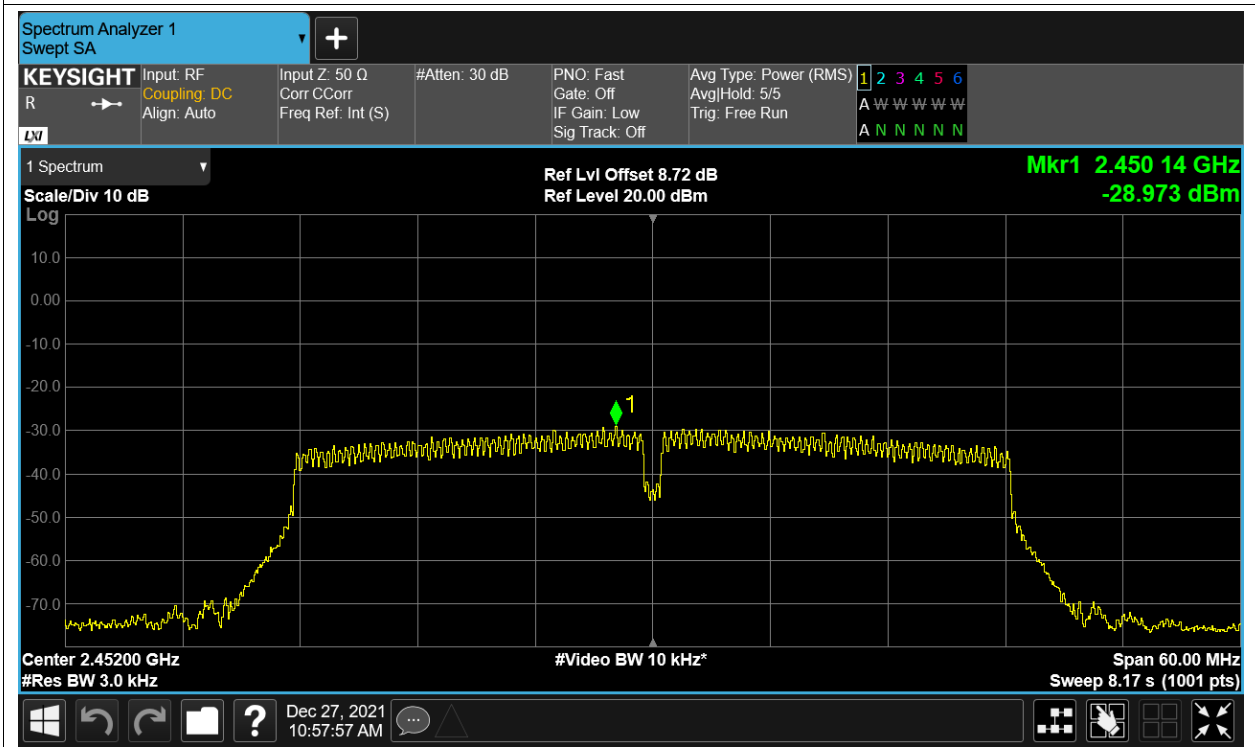 Spectrum Analyzer 1
Swept SA
KEYSIGHT
R
LXI
Input: RF
Coupling: DC
Align: Auto
Input Z: 50 Ω
Corr CCorr
Freq Ref: Int (S)
#Atten: 30 dB
PNO: Fast
Gate: Off
IF Gain: Low
Sig Track: Off
Avg Type: Power (RMS)
Avg|Hold: 5/5
Trig: Free Run
1 2 3 4 5 6
A W W W W W
A N N N N N
1 Spectrum
Scale/Div 10 dB
Log
Ref Lvl Offset 8.72 dB
Ref Level 20.00 dBm
Mkr1 2.450 14 GHz
-28.973 dBm
10.0
0.00
-10.0
-20.0
1
-30.0
-40.0
-50.0
-60.0
-70.0
Center 2.45200 GHz
#Res BW 3.0 kHz
#Video BW 10 kHz*
Span 60.00 MHz
Sweep 8.17 s (1001 pts)
?
Dec 27, 2021
10:57:57 AM